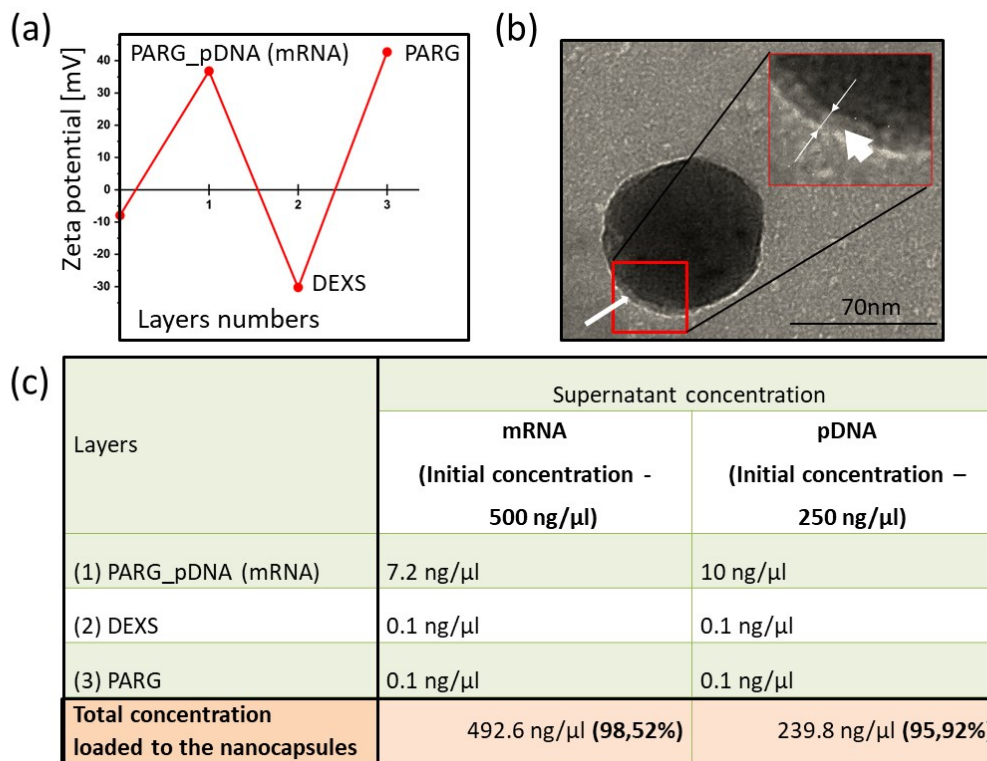 (a)
PARG_pDNA (mRNA)
PARG
Zeta potential [mV]
40
30
20
10
0
-10
-20
-30
1
2
3
DEXS
Layers numbers
(b)
70nm
(c)
Layers
Supernatant concentration
mRNA
(Initial concentration -
500 ng/µl)
pDNA
(Initial concentration –
250 ng/µl)
(1) PARG_pDNA (mRNA)
7.2 ng/µl
10 ng/µl
(2) DEXS
0.1 ng/µl
0.1 ng/µl
(3) PARG
0.1 ng/µl
0.1 ng/µl
Total concentration
loaded to the nanocapsules
492.6 ng/µl (98,52%)
239.8 ng/µl (95,92%)